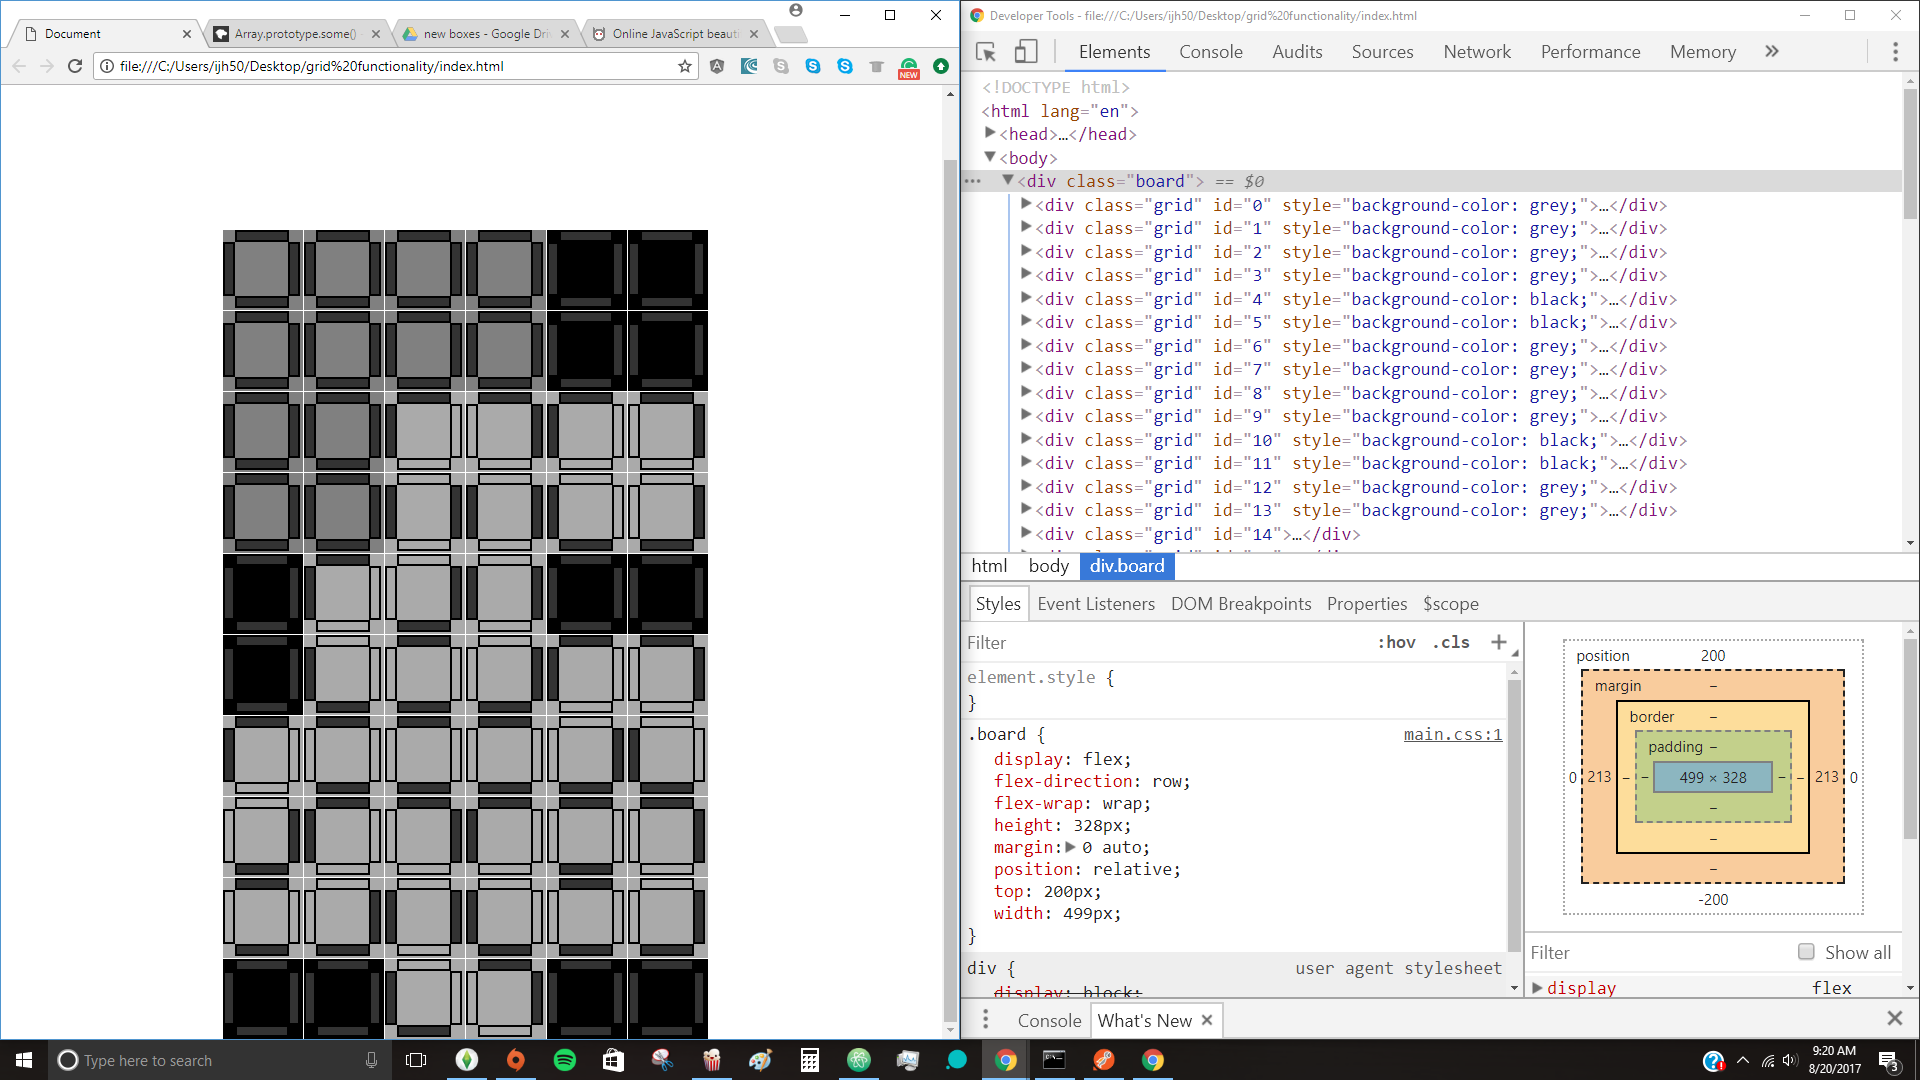 Document
Array.prototype.some()
new boxes - Google Dri
Online JavaScript beaut
file:///C:/Users/ijh50/Desktop/grid%20functionality/index.html
NEW
Developer Tools - file:///C:/Users/ijh50/Desktop/grid%20functionality/index.html
Elements Console Audits Sources Network Performance Memory »
<!DOCTYPE html>
<html lang="en">
<head>…</head>
<body>
<div class="board"> == $0
<div class="grid" id="0" style="background-color: grey;">…</div>
<div class="grid" id="1" style="background-color: grey;">…</div>
<div class="grid" id="2" style="background-color: grey;">…</div>
<div class="grid" id="3" style="background-color: grey;">…</div>
<div class="grid" id="4" style="background-color: black;">…</div>
<div class="grid" id="5" style="background-color: black;">…</div>
<div class="grid" id="6" style="background-color: grey;">…</div>
<div class="grid" id="7" style="background-color: grey;">…</div>
<div class="grid" id="8" style="background-color: grey;">…</div>
<div class="grid" id="9" style="background-color: grey;">…</div>
<div class="grid" id="10" style="background-color: black;">…</div>
<div class="grid" id="11" style="background-color: black;">…</div>
<div class="grid" id="12" style="background-color: grey;">…</div>
<div class="grid" id="13" style="background-color: grey;">…</div>
<div class="grid" id="14">…</div>
html body div.board
Styles Event Listeners DOM Breakpoints Properties $scope
Filter :hov .cls +
element.style {
}
.board { main.css:1
display: flex;
flex-direction: row;
flex-wrap: wrap;
height: 328px;
margin: 0 auto;
position: relative;
top: 200px;
width: 499px;
}
div { user agent stylesheet
display: block;
position 200
margin –
border –
padding –
0 213 – – 499 × 328 – – 213 0
–
–
–
-200
Filter Show all
display flex
Console What's New
Type here to search
9:20 AM
8/20/2017
3